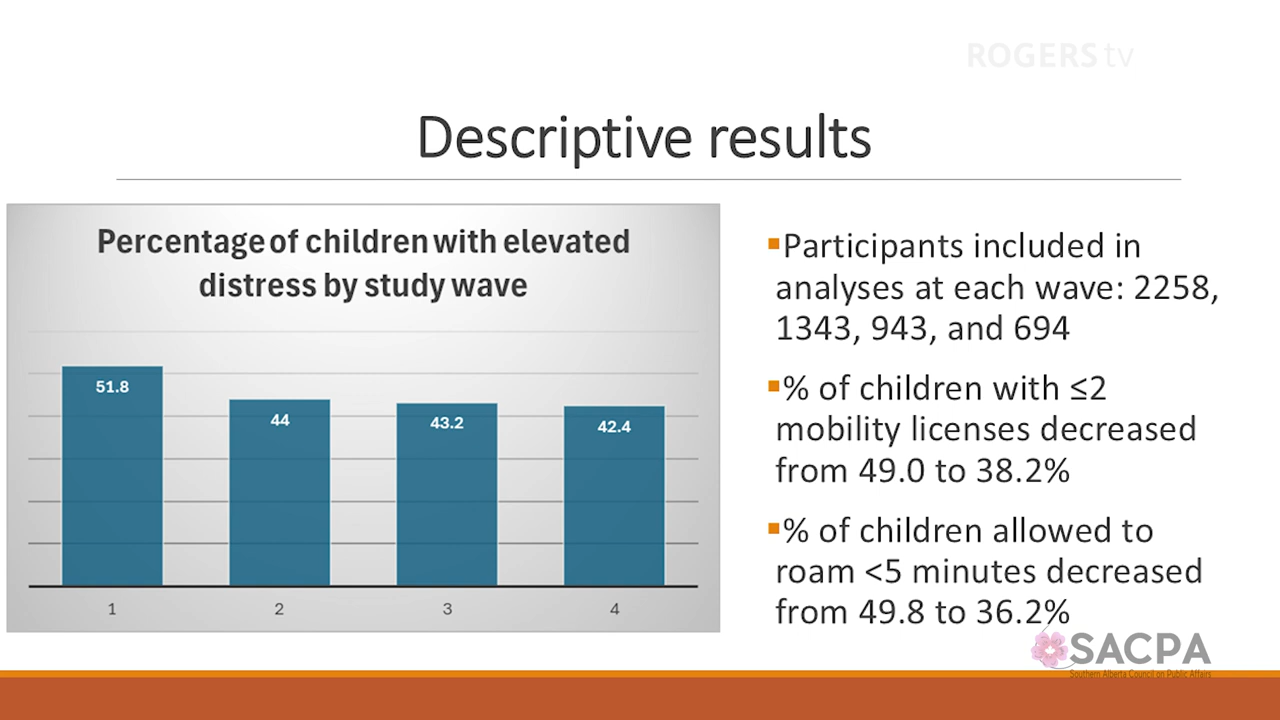 ROGERS tv
Descriptive results
Percentage of children with elevated
distress by study wave
51.8
44
43.2
42.4
1
2
3
4
Participants included in
analyses at each wave: 2258,
1343, 943, and 694
% of children with ≤2
mobility licenses decreased
from 49.0 to 38.2%
% of children allowed to
roam <5 minutes decreased
from 49.8 to 36.2%
SACPA
Southern Alberta Council on Public Affairs